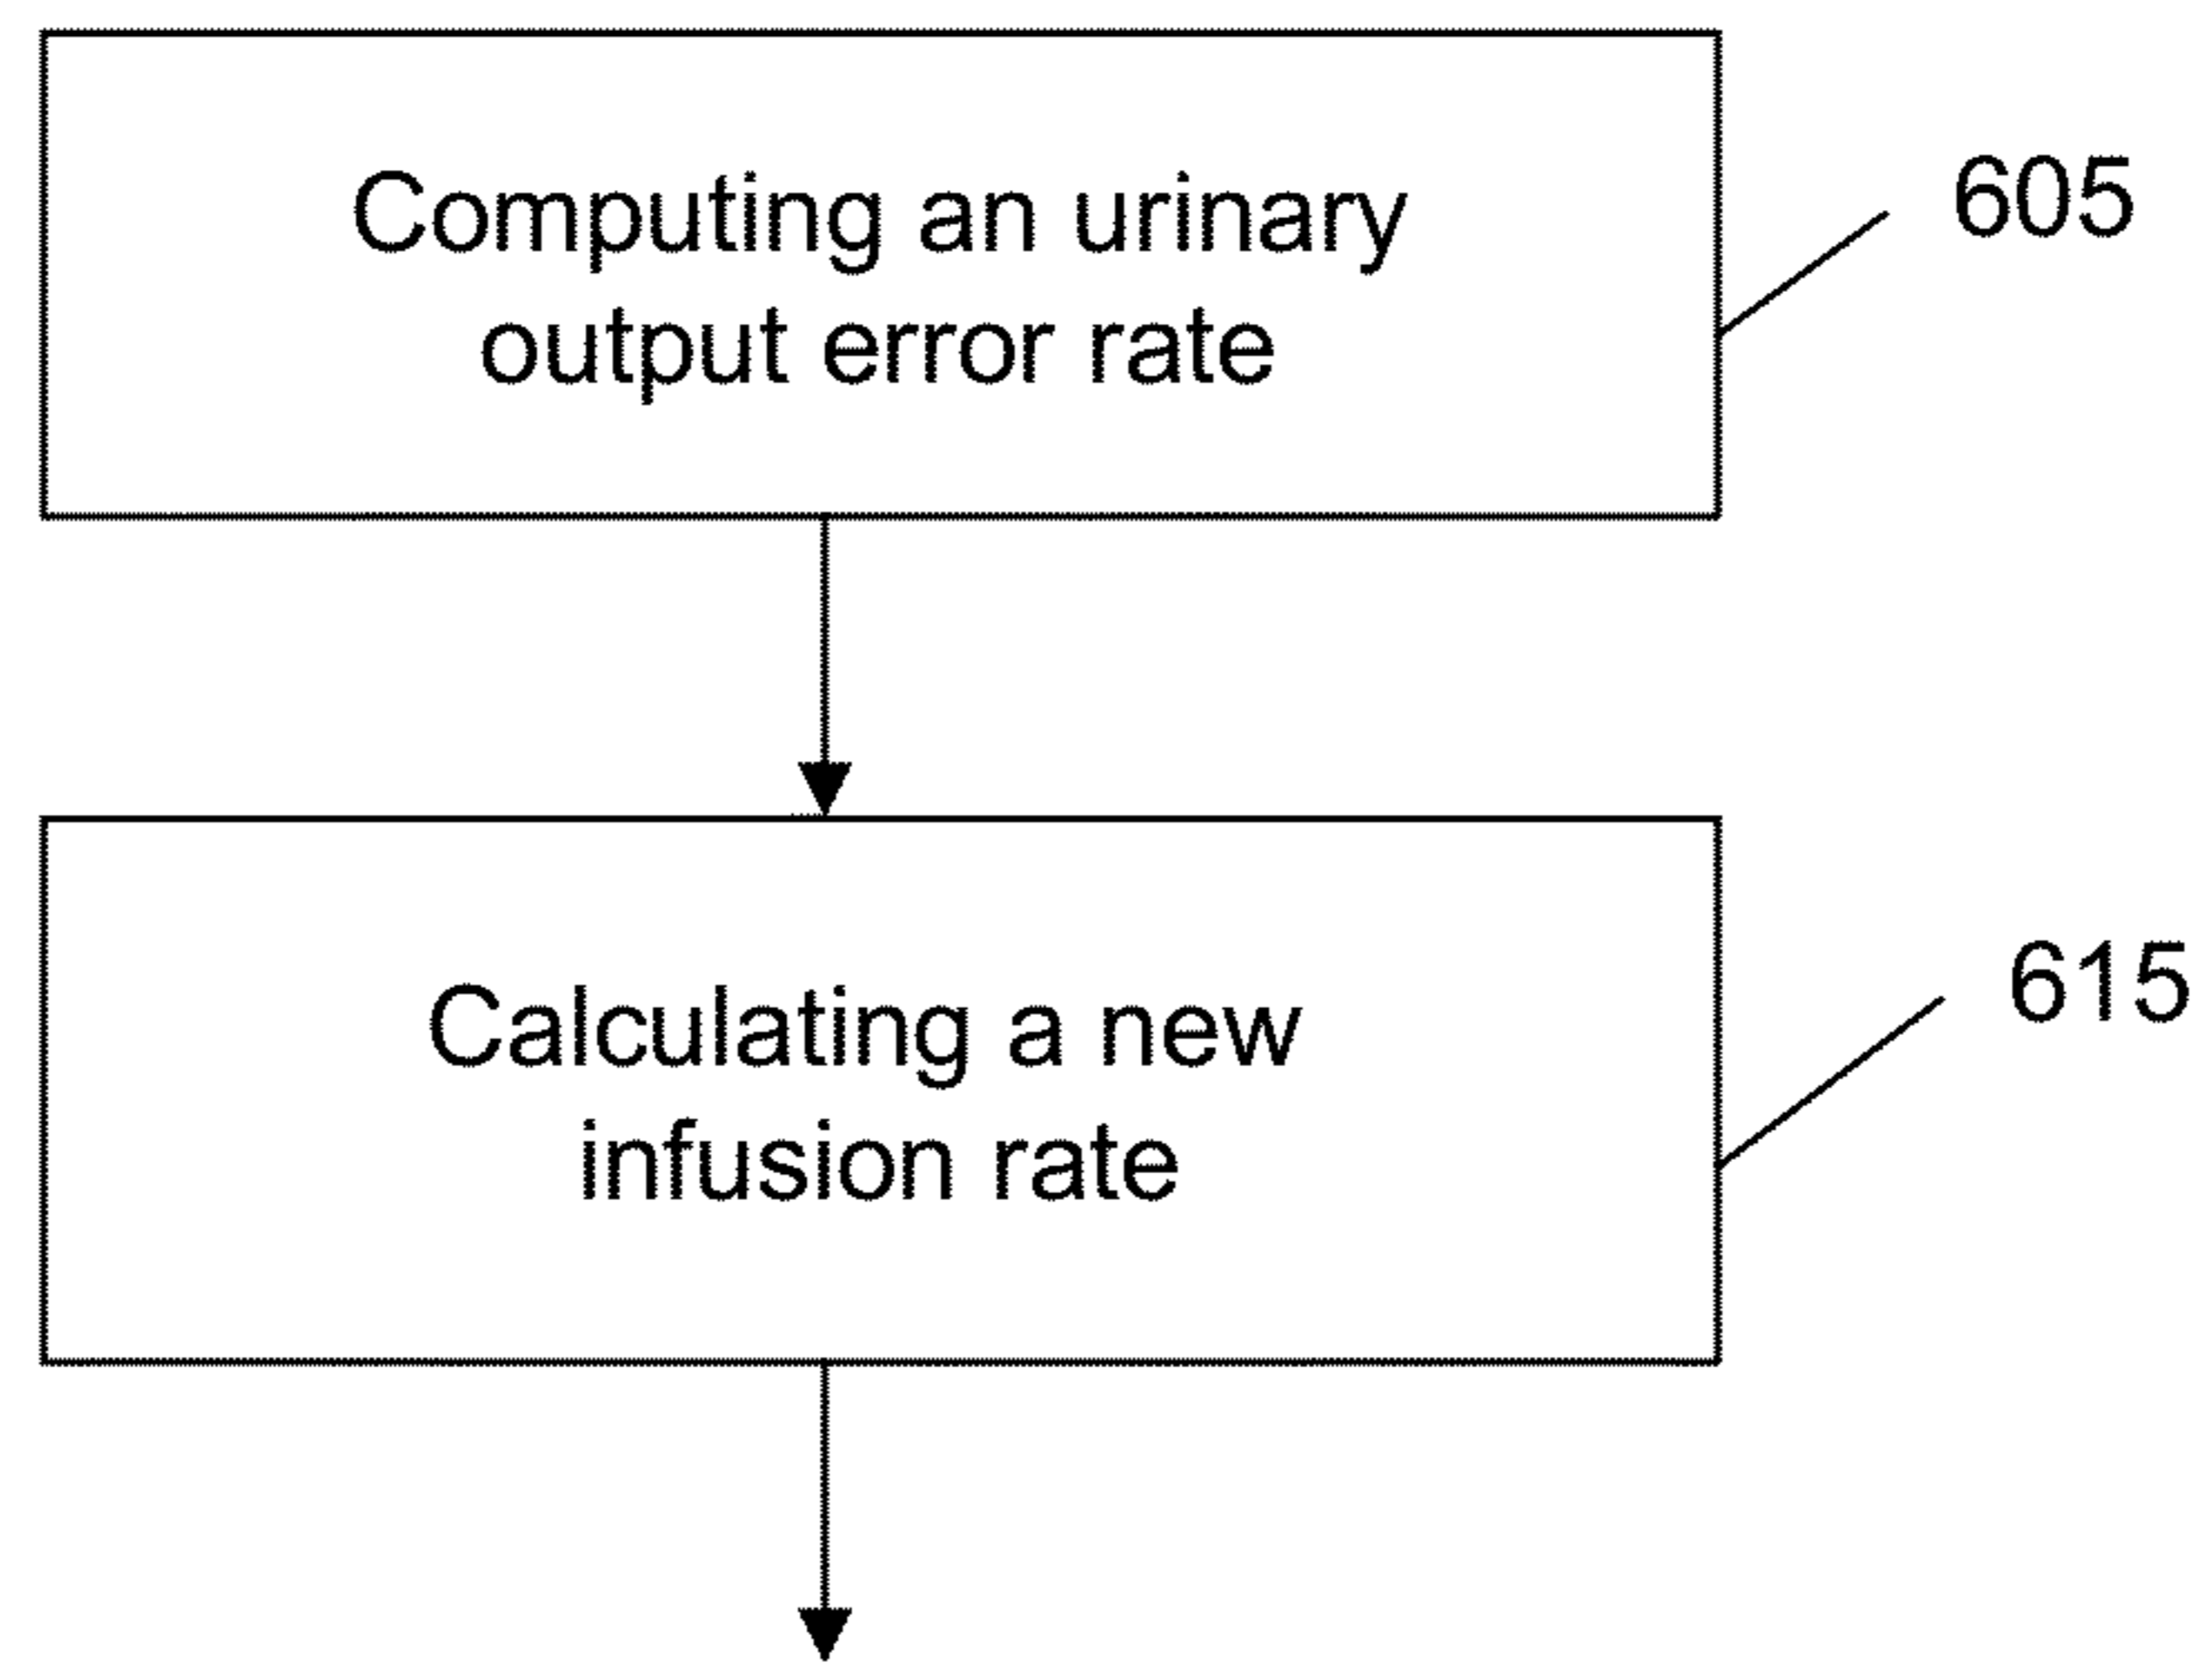 Computing an urinary
output error rate
605
Calculating a new
infusion rate
615